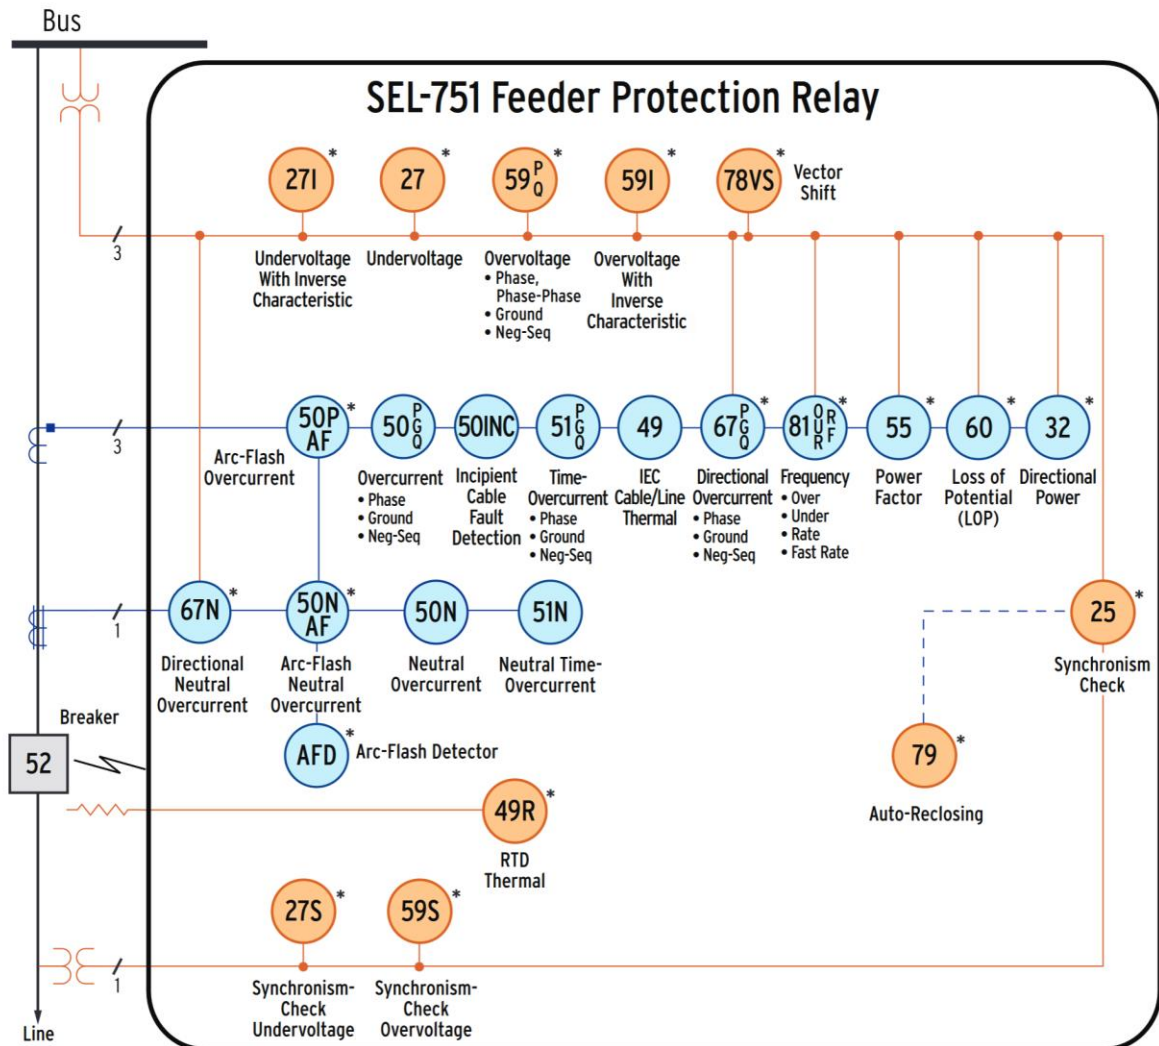 Bus
SEL-751 Feeder Protection Relay
27I *
27 *
59 P Q *
59I *
78VS *
Vector
Shift
3
Undervoltage
With Inverse
Characteristic
Undervoltage
Overvoltage
• Phase,
Phase-Phase
• Ground
• Neg-Seq
Overvoltage
With
Inverse
Characteristic
3
50P
AF
*
Arc-Flash
Overcurrent
50 P G Q
Overcurrent
• Phase
• Ground
• Neg-Seq
50INC
Incipient
Cable
Fault
Detection
51 P G Q
Time-
Overcurrent
• Phase
• Ground
• Neg-Seq
49
IEC
Cable/Line
Thermal
67 P G Q *
Directional
Overcurrent
• Phase
• Ground
• Neg-Seq
81 O U R RF *
Frequency
• Over
• Under
• Rate
• Fast Rate
55 *
Power
Factor
60 *
Loss of
Potential
(LOP)
32 *
Directional
Power
1
67N *
Directional
Neutral
Overcurrent
50N
AF
*
Arc-Flash
Neutral
Overcurrent
50N
Neutral
Overcurrent
51N
Neutral Time-
Overcurrent
25 *
Synchronism
Check
Breaker
52
AFD *
Arc-Flash Detector
79 *
Auto-Reclosing
49R *
RTD
Thermal
27S *
59S *
1
Synchronism-
Check
Undervoltage
Synchronism-
Check
Overvoltage
Line